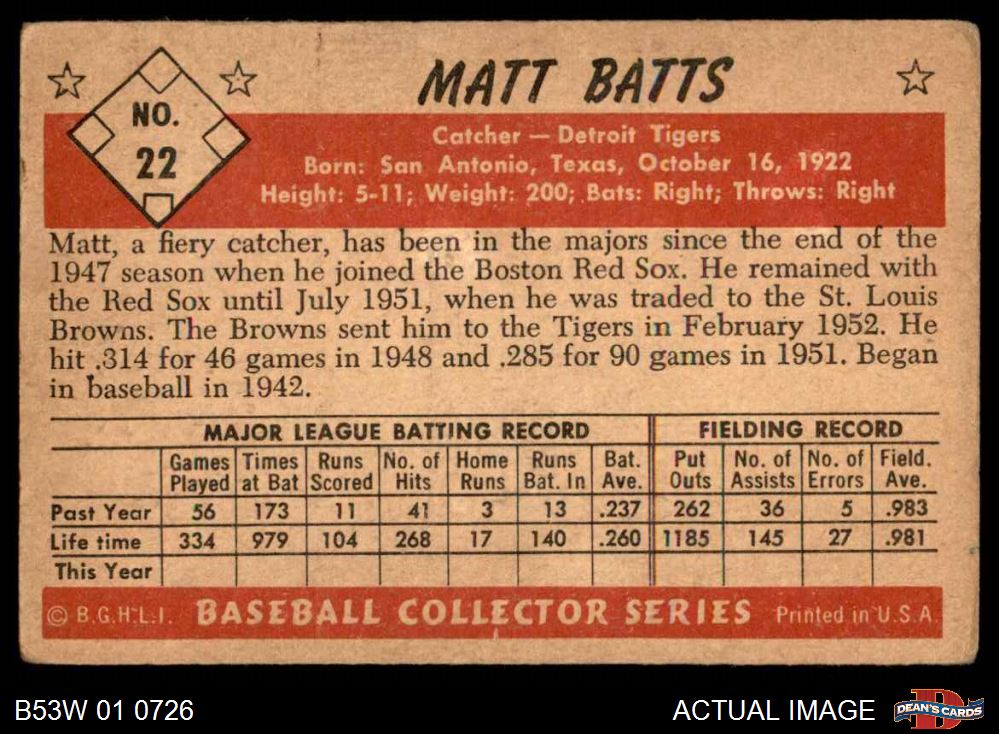 MATT BATTS
NO.
22
Catcher — Detroit Tigers
Born: San Antonio, Texas, October 16, 1922
Height: 5-11; Weight: 200; Bats: Right; Throws: Right
Matt, a fiery catcher, has been in the majors since the end of the
1947 season when he joined the Boston Red Sox. He remained with
the Red Sox until July 1951, when he was traded to the St. Louis
Browns. The Browns sent him to the Tigers in February 1952. He
hit .314 for 46 games in 1948 and .285 for 90 games in 1951. Began
in baseball in 1942.
MAJOR LEAGUE BATTING RECORD FIELDING RECORD
Games Times Runs No. of Home Runs Bat. Put No. of No. of Field.
Played at Bat Scored Hits Runs Bat. In Ave. Outs Assists Errors Ave.
Past Year 56 173 11 41 3 13 .237 262 36 5 .983
Life time 334 979 104 268 17 140 .260 1185 145 27 .981
This Year
© B.G.H.L.I. BASEBALL COLLECTOR SERIES Printed in U.S.A.
B53W 01 0726 ACTUAL IMAGE DEAN'S CARDS